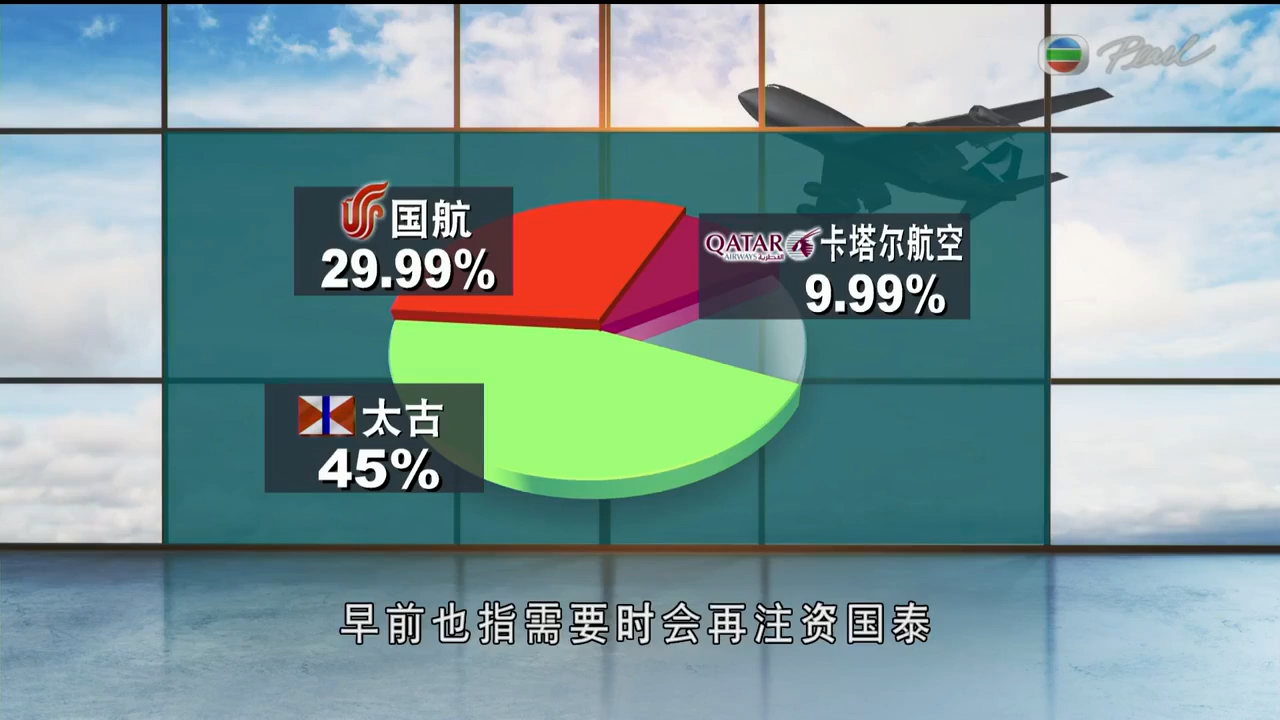 Pearl
国航
29.99%
QATAR
AIRWAYS القطرية
卡塔尔航空
9.99%
太古
45%
早前也指需要时会再注资国泰